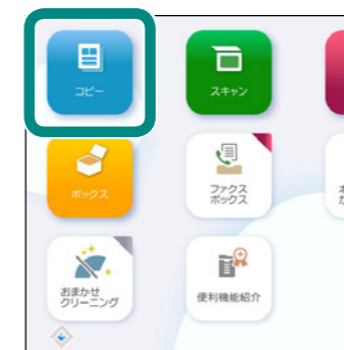 コピー
スキャン
ボックス
ファクス
ボックス
おまかせ
クリーニング
便利機能紹介